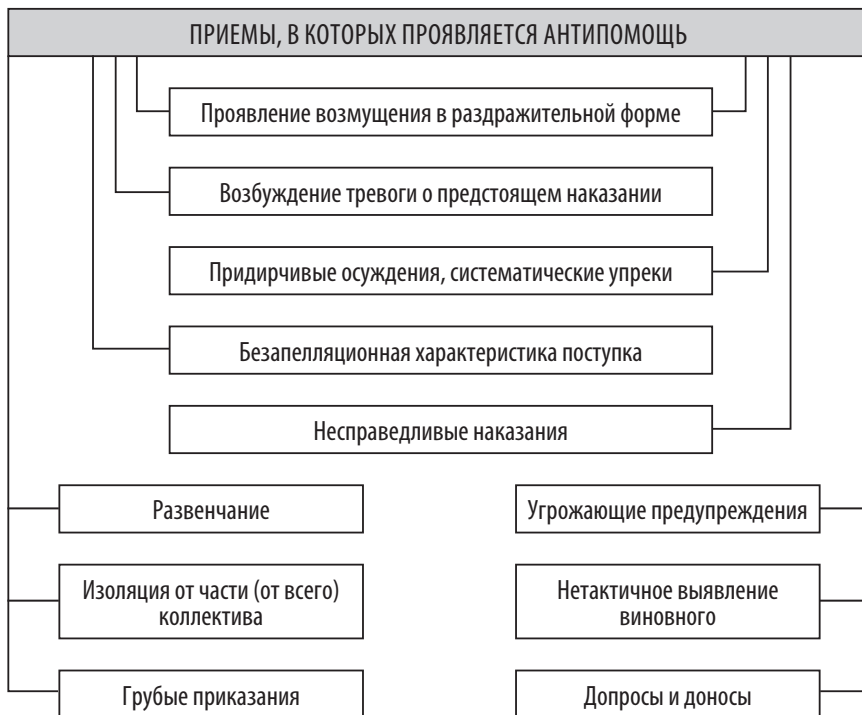 ПРИЕМЫ, В КОТОРЫХ ПРОЯВЛЯЕТСЯ АНТИПОМОЩЬ
Проявление возмущения в раздражительной форме
Возбуждение тревоги о предстоящем наказании
Придирчивые осуждения, систематические упреки
Безапелляционная характеристика поступка
Несправедливые наказания
Развенчание
Угрожающие предупреждения
Изоляция от части (от всего)
коллектива
Нетактичное выявление
виновного
Грубые приказания
Допросы и доносы